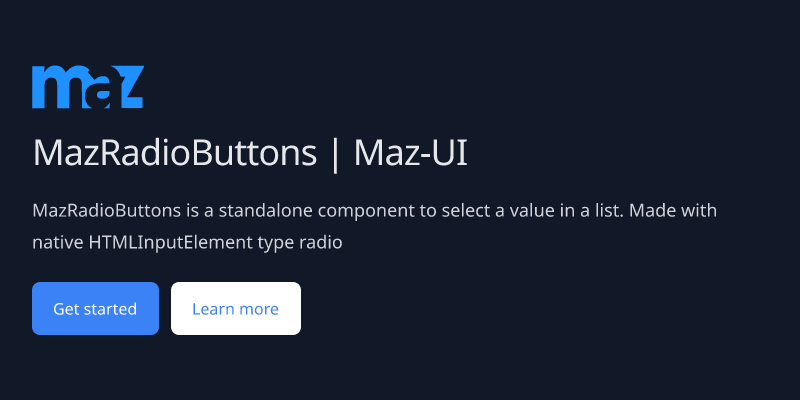 maz
MazRadioButtons | Maz-UI
MazRadioButtons is a standalone component to select a value in a list. Made with
native HTMLInputElement type radio
Get started
Learn more